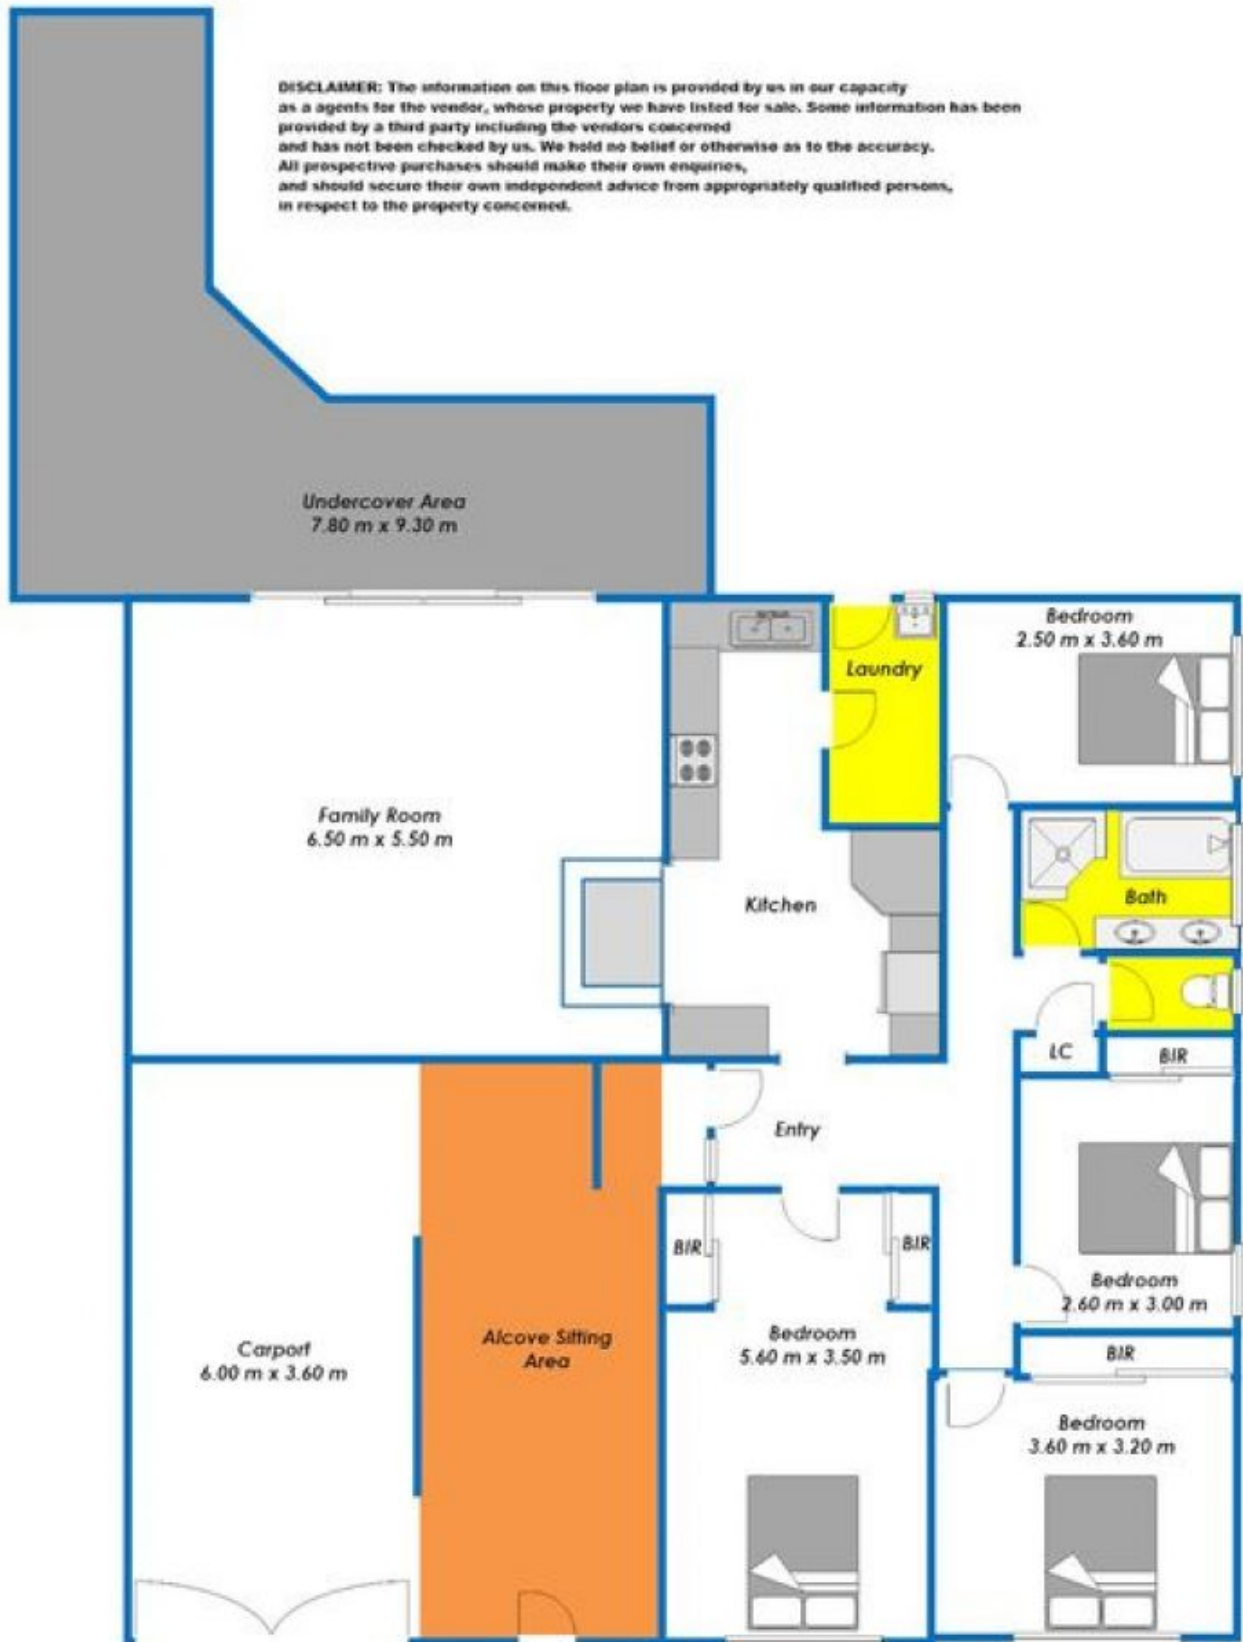 DISCLAIMER: The information on this floor plan is provided by us in our capacity
as a agents for the vendor, whose property we have listed for sale. Some information has been
provided by a third party including the vendors concerned
and has not been checked by us. We hold no belief or otherwise as to the accuracy.
All prospective purchases should make their own enquiries,
and should secure their own independent advice from appropriately qualified persons,
in respect to the property concerned.
Undercover Area
7.80 m x 9.30 m
Bedroom
2.50 m x 3.60 m
Laundry
Family Room
6.50 m x 5.50 m
Kitchen
Bath
LC
BIR
Entry
BIR
BIR
Bedroom
2.60 m x 3.00 m
Alcove Sitting
Area
Carport
6.00 m x 3.60 m
Bedroom
5.60 m x 3.50 m
BIR
Bedroom
3.60 m x 3.20 m